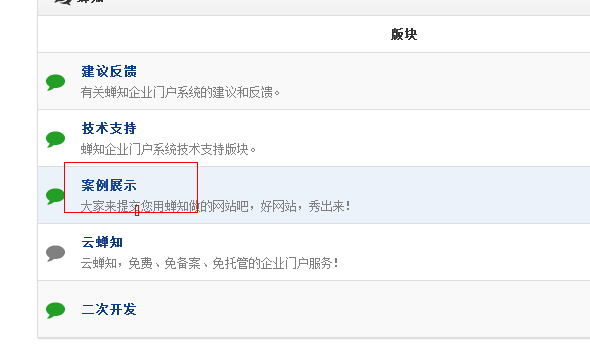 版块
建议反馈
有关蝉知企业门户系统的建议和反馈。
技术支持
蝉知企业门户系统技术支持版块。
案例展示
大家来提交您用蝉知做的网站吧，好网站，秀出来！
云蝉知
云蝉知，免费、免备案、免托管的企业门户服务！
二次开发